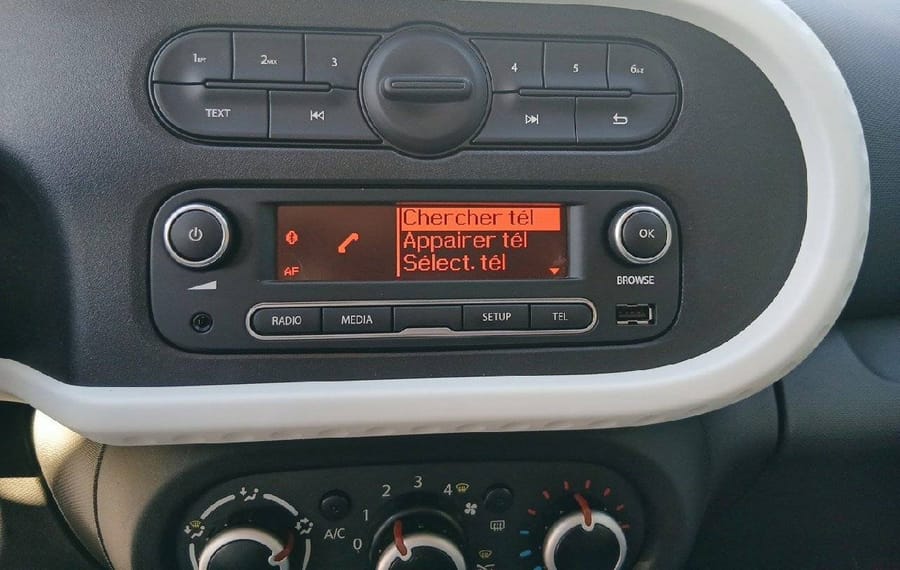 1 2MIX 3 4 5 6
TEXT
Chercher tél
Appairer tél
Sélect. tél
AF
OK
BROWSE
RADIO MEDIA SETUP TEL
A/C 0 1 2 3 4